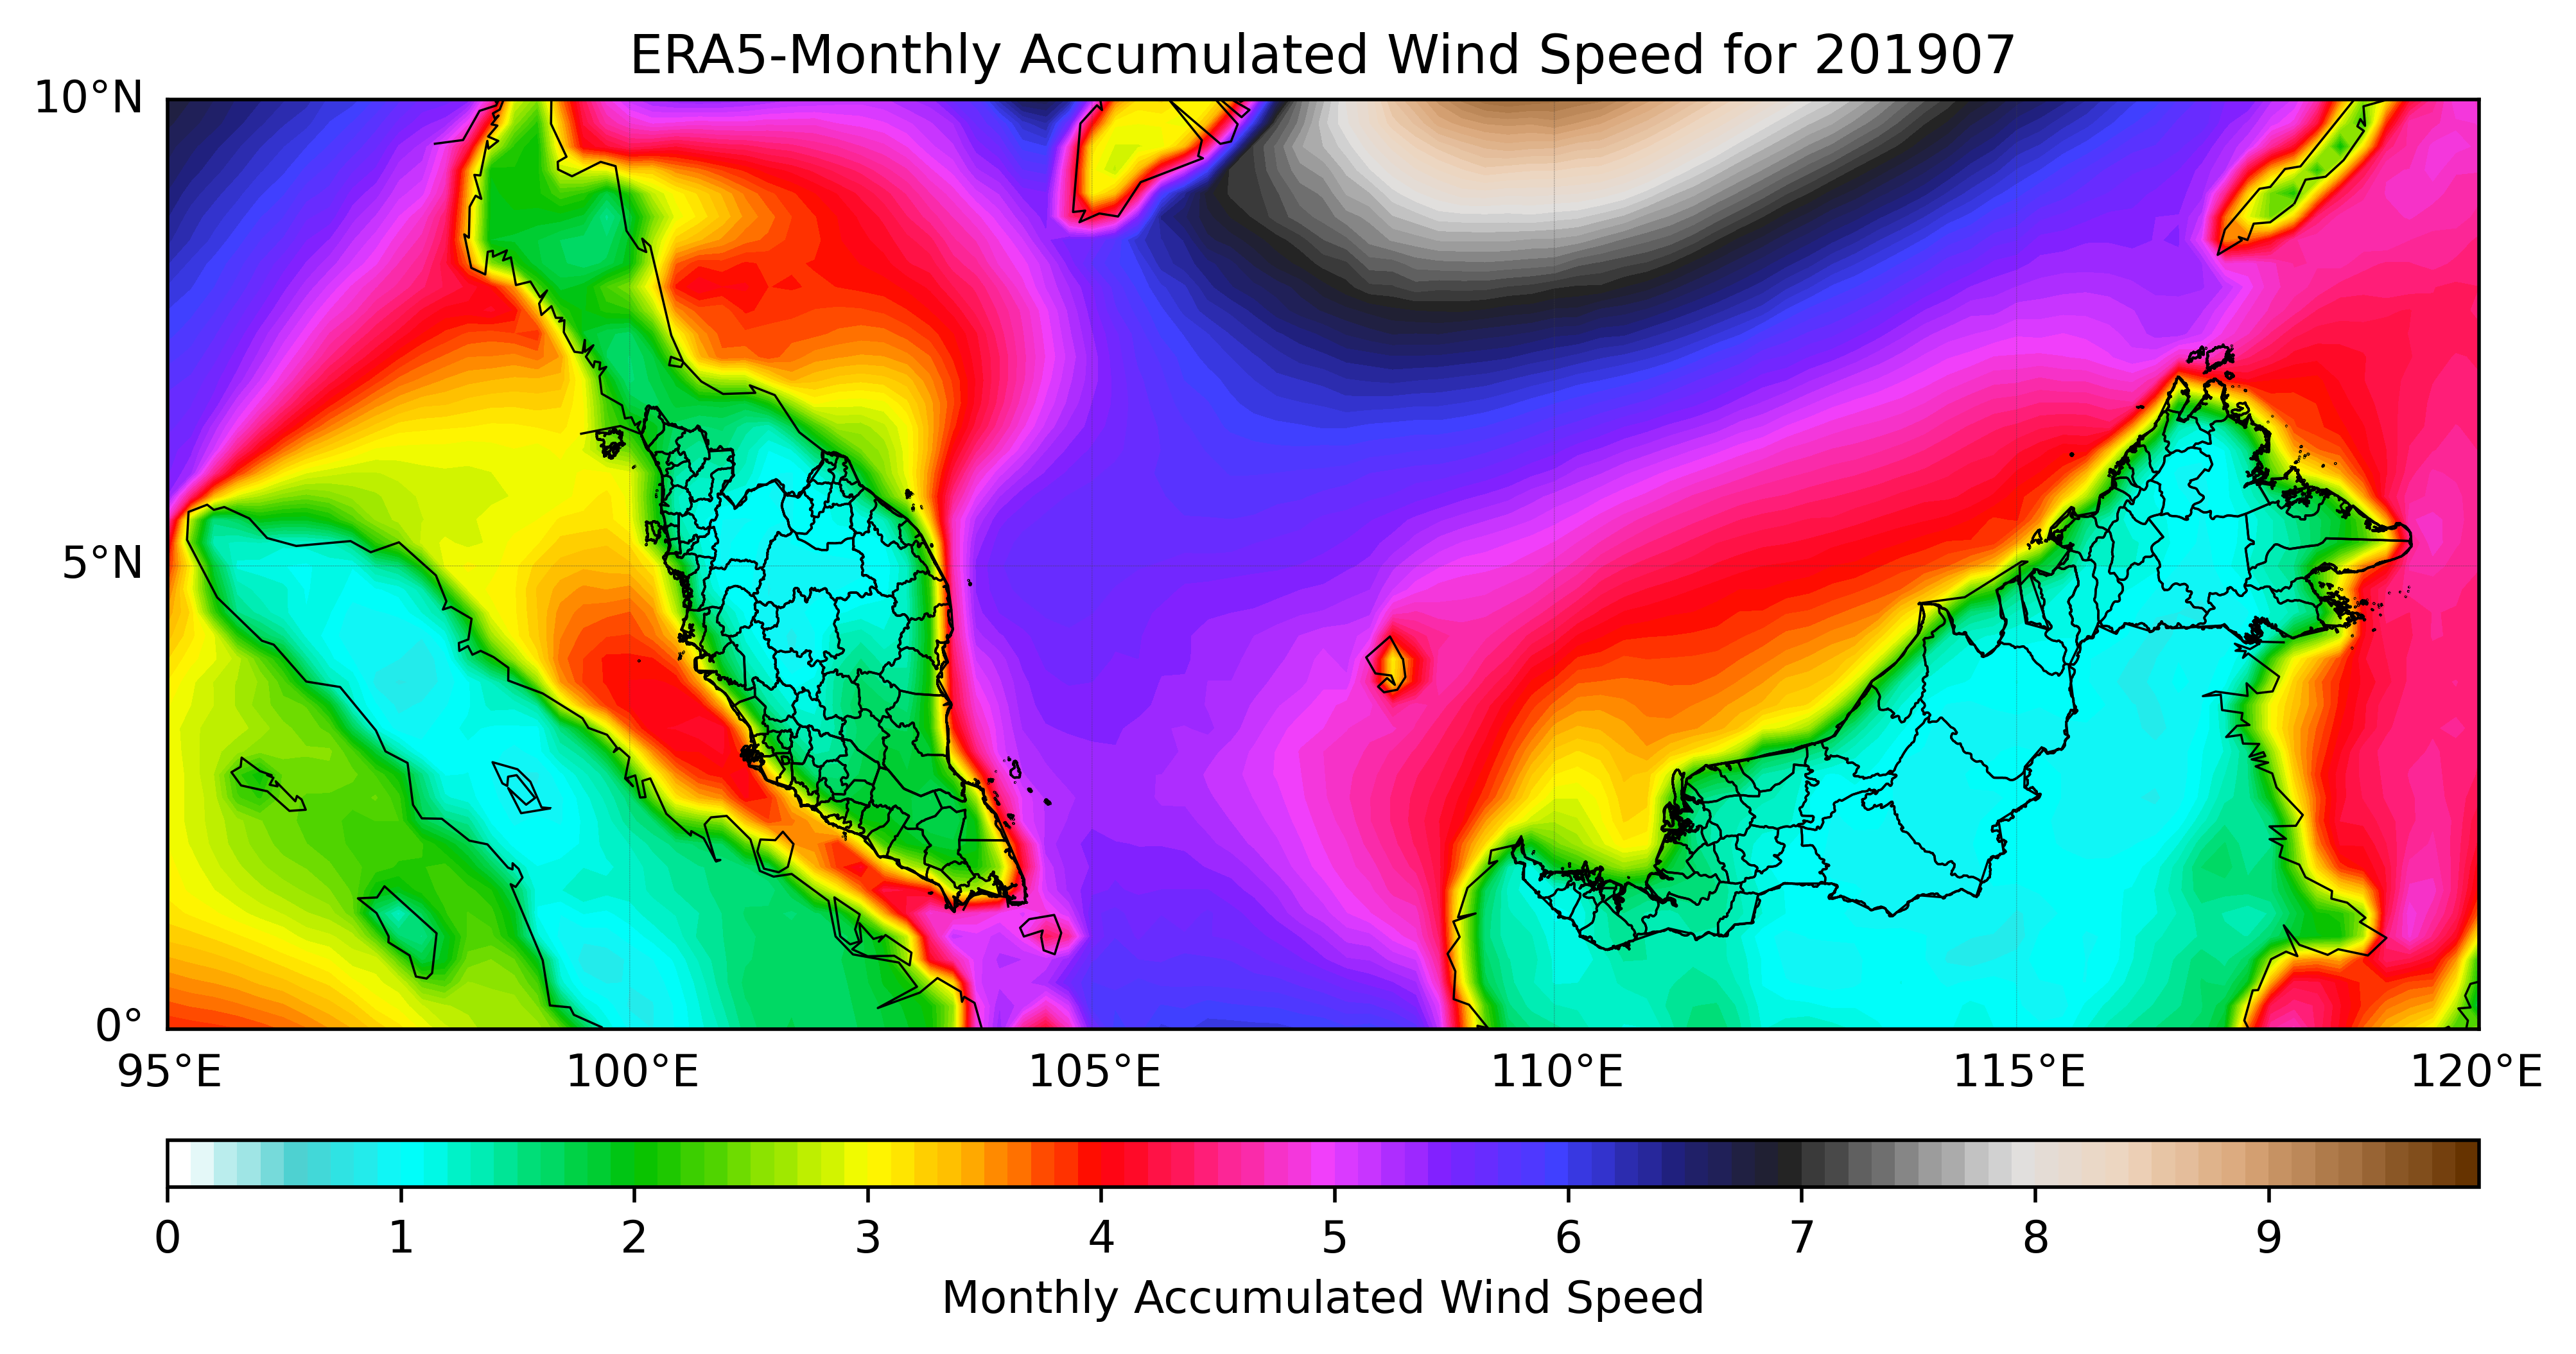 ERA5-Monthly Accumulated Wind Speed for 201907
10°N
5°N
0°
95°E 100°E 105°E 110°E 115°E 120°E
0 1 2 3 4 5 6 7 8 9
Monthly Accumulated Wind Speed